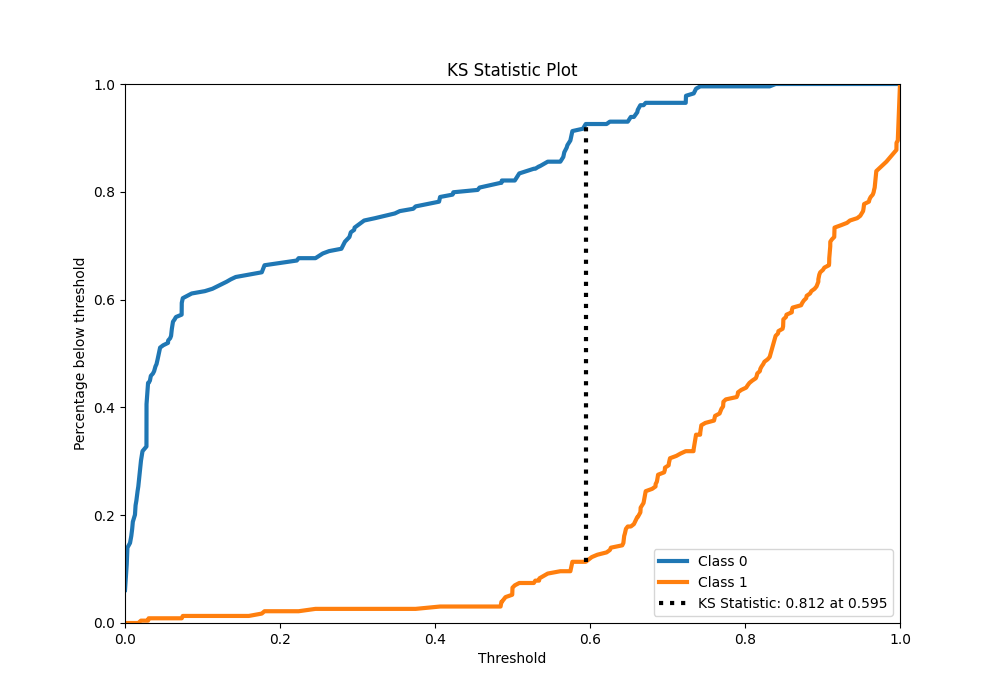 KS Statistic Plot
1.0
0.8
0.6
0.4
0.2
0.0
Percentage below threshold
0.0 0.2 0.4 0.6 0.8 1.0
Threshold
Class 0
Class 1
KS Statistic: 0.812 at 0.595